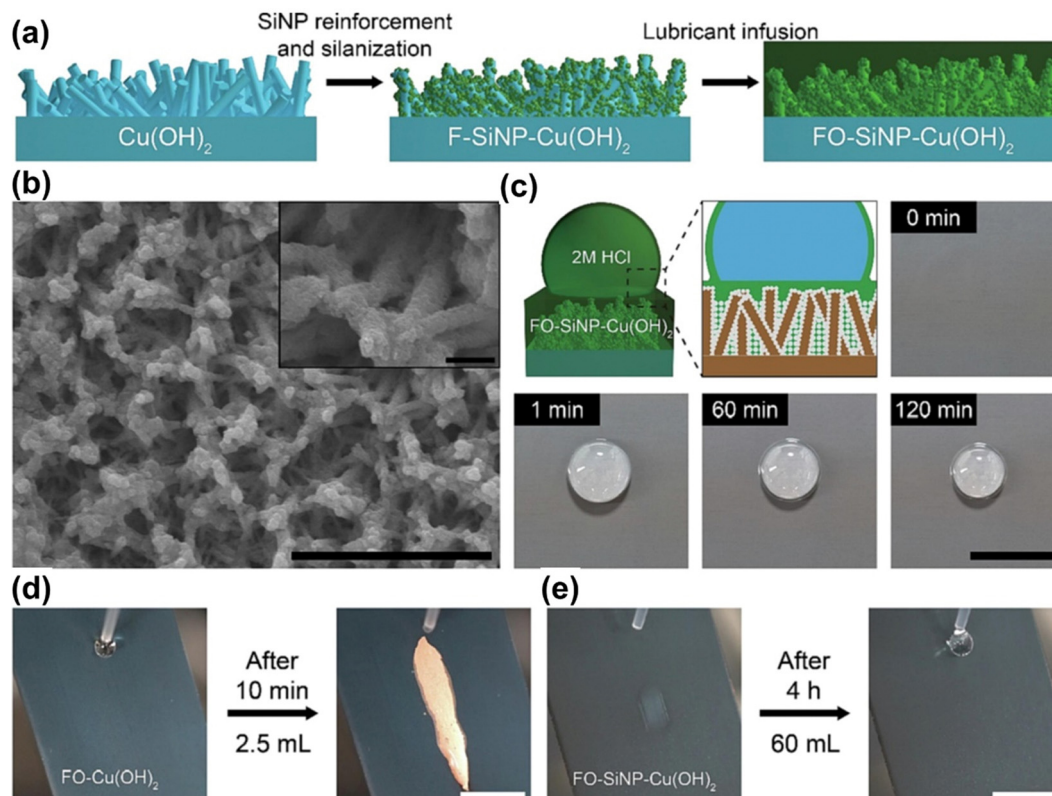 (a)
SiNP reinforcement
and silanization
Lubricant infusion
Cu(OH)2
F-SiNP-Cu(OH)2
FO-SiNP-Cu(OH)2
(b)
(c)
2M HCl
FO-SiNP-Cu(OH)2
0 min
1 min
60 min
120 min
(d)
After
10 min
2.5 mL
FO-Cu(OH)2
(e)
After
4 h
60 mL
FO-SiNP-Cu(OH)2